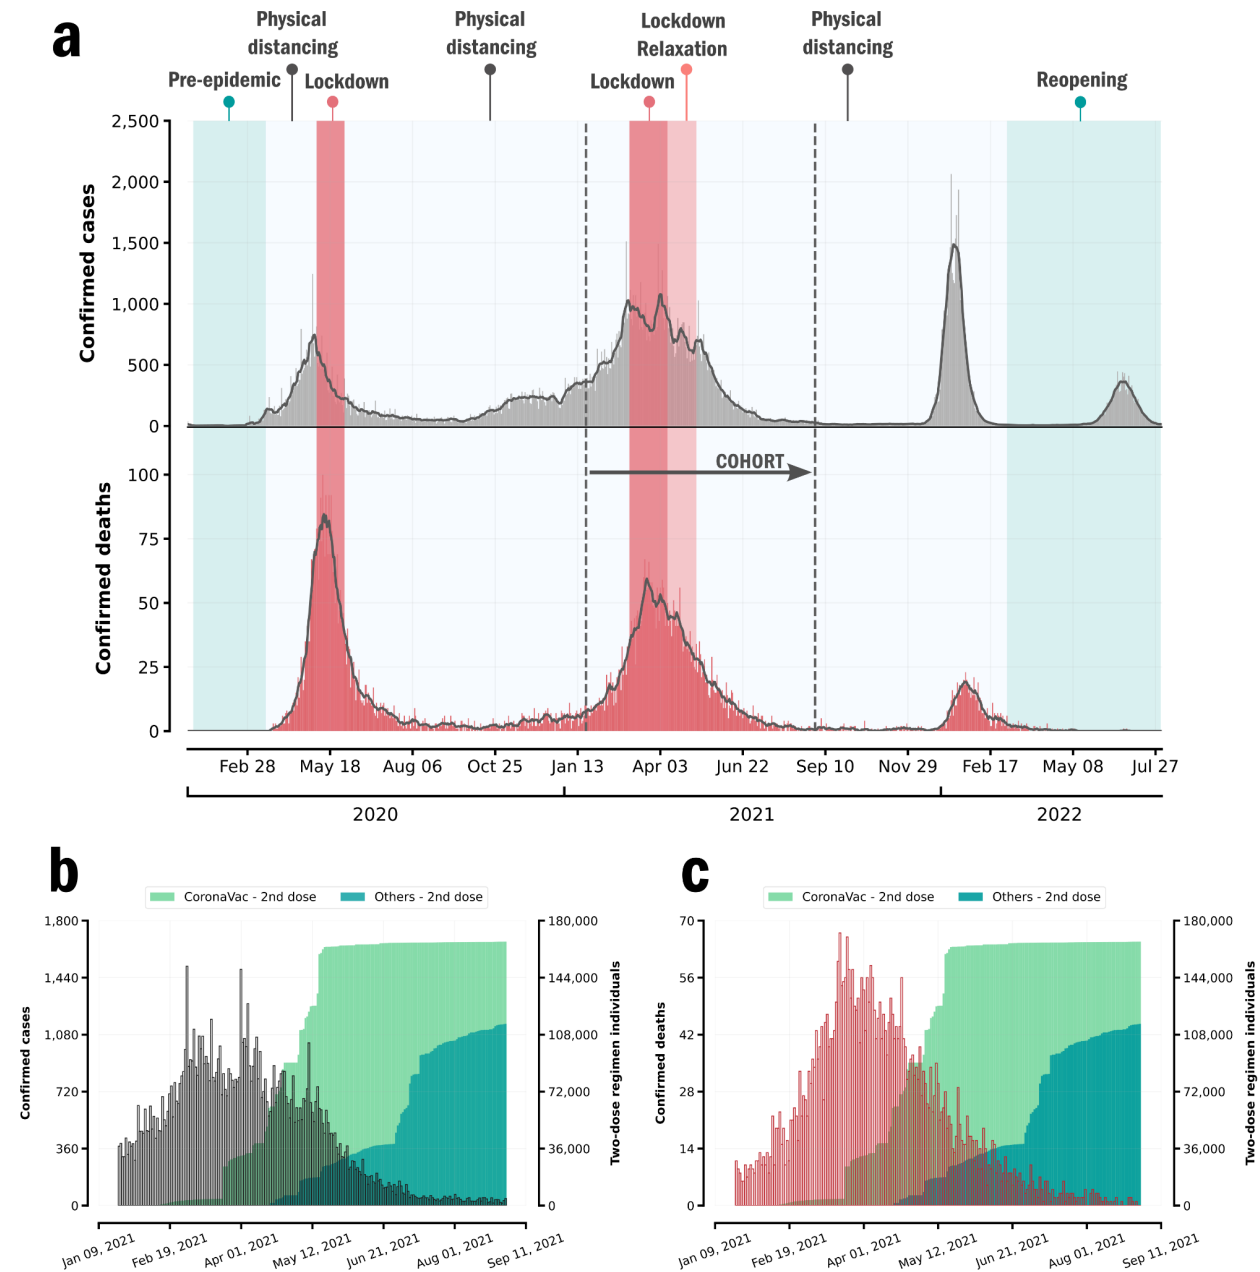 a
Physical
distancing
Physical
distancing
Lockdown
Relaxation
Physical
distancing
Pre-epidemic
Lockdown
Lockdown
Reopening
Confirmed cases
2,500
2,000
1,500
1,000
500
0
COHORT
Confirmed deaths
100
75
50
25
0
Feb 28 May 18 Aug 06 Oct 25 Jan 13 Apr 03 Jun 22 Sep 10 Nov 29 Feb 17 May 08 Jul 27
2020 2021 2022
b
CoronaVac - 2nd dose Others - 2nd dose
Confirmed cases
1,800
1,440
1,080
720
360
0
180,000
144,000
108,000
72,000
36,000
0
Two-dose regimen individuals
Jan 09, 2021 Feb 19, 2021 Apr 01, 2021 May 12, 2021 Jun 21, 2021 Aug 01, 2021 Sep 11, 2021
c
CoronaVac - 2nd dose Others - 2nd dose
Confirmed deaths
70
56
42
28
14
0
180,000
144,000
108,000
72,000
36,000
0
Two-dose regimen individuals
Jan 09, 2021 Feb 19, 2021 Apr 01, 2021 May 12, 2021 Jun 21, 2021 Aug 01, 2021 Sep 11, 2021